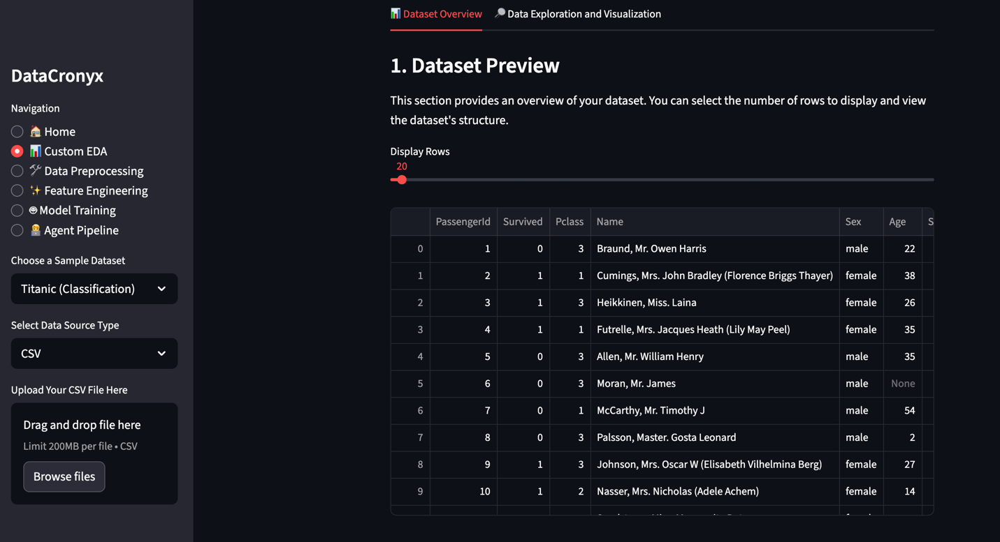 DataCronyx
Navigation
🏠 Home
📊 Custom EDA
🛠 Data Preprocessing
✨ Feature Engineering
Model Training
Agent Pipeline
Choose a Sample Dataset
Titanic (Classification)
Select Data Source Type
CSV
Upload Your CSV File Here
Drag and drop file here
Limit 200MB per file • CSV
Browse files
📊 Dataset Overview 🔎 Data Exploration and Visualization
1. Dataset Preview
This section provides an overview of your dataset. You can select the number of rows to display and view
the dataset's structure.
Display Rows
20
PassengerId Survived Pclass Name Sex Age S
0 1 0 3 Braund, Mr. Owen Harris male 22
1 2 1 1 Cumings, Mrs. John Bradley (Florence Briggs Thayer) female 38
2 3 1 3 Heikkinen, Miss. Laina female 26
3 4 1 1 Futrelle, Mrs. Jacques Heath (Lily May Peel) female 35
4 5 0 3 Allen, Mr. William Henry male 35
5 6 0 3 Moran, Mr. James male None
6 7 0 1 McCarthy, Mr. Timothy J male 54
7 8 0 3 Palsson, Master. Gosta Leonard male 2
8 9 1 3 Johnson, Mrs. Oscar W (Elisabeth Vilhelmina Berg) female 27
9 10 1 2 Nasser, Mrs. Nicholas (Adele Achem) female 14